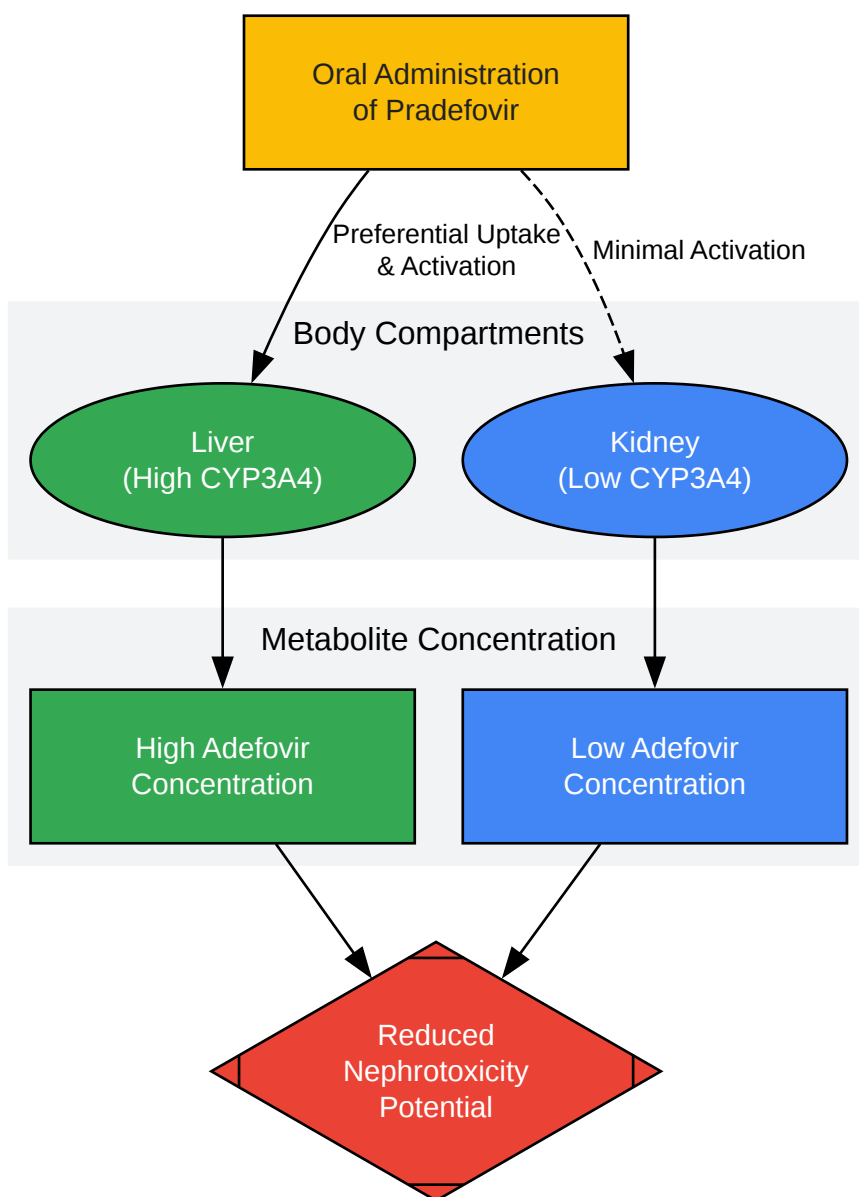 Oral Administration
of Pradefovir
Preferential Uptake
& Activation
Minimal Activation
Body Compartments
Liver
(High CYP3A4)
Kidney
(Low CYP3A4)
Metabolite Concentration
High Adefovir
Concentration
Low Adefovir
Concentration
Reduced
Nephrotoxicity
Potential